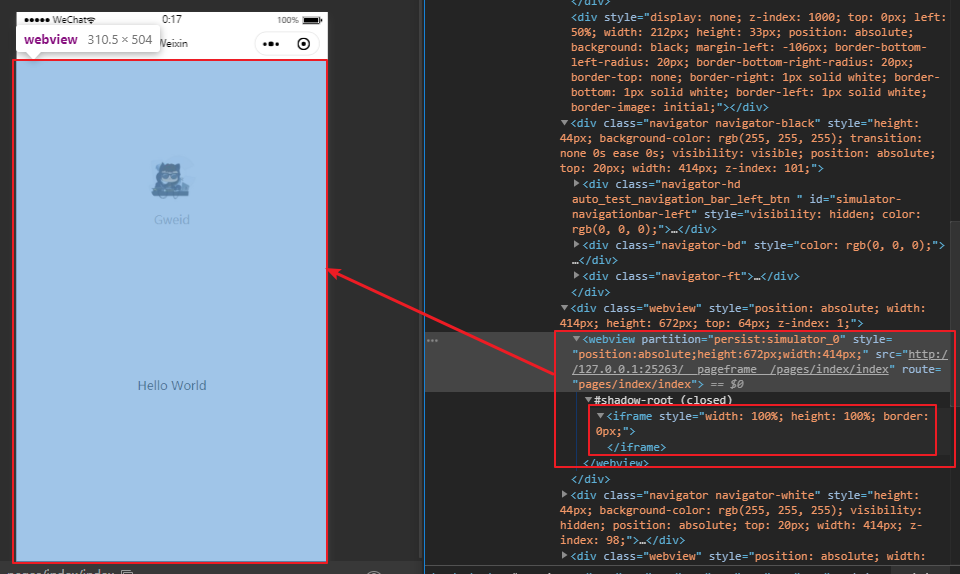 ●●●●● WeChat
0:17
100%
webview 310.5 × 504
Weixin
Gweid
Hello World
</div>
<div style="display: none; z-index: 1000; top: 0px; left:
50%; width: 212px; height: 33px; position: absolute;
background: black; margin-left: -106px; border-bottom-
left-radius: 20px; border-bottom-right-radius: 20px;
border-top: none; border-right: 1px solid white; border-
bottom: 1px solid white; border-left: 1px solid white;
border-image: initial;"></div>
▼<div class="navigator navigator-black" style="height:
44px; background-color: rgb(255, 255, 255); transition:
none 0s ease 0s; visibility: visible; position: absolute;
top: 20px; width: 414px; z-index: 101;">
▶<div class="navigator-hd
auto_test_navigation_bar_left_btn " id="simulator-
navigationbar-left" style="visibility: hidden; color:
rgb(0, 0, 0);">…</div>
▶<div class="navigator-bd" style="color: rgb(0, 0, 0);">
…</div>
▶<div class="navigator-ft">…</div>
</div>
▼<div class="webview" style="position: absolute; width:
414px; height: 672px; top: 64px; z-index: 1;">
▼<webview partition="persist:simulator_0" style=
"position:absolute;height:672px;width:414px;" src="http:/
/127.0.0.1:25263/__pageframe__/pages/index/index" route=
"pages/index/index"> == $0
▼#shadow-root (closed)
▼<iframe style="width: 100%; height: 100%; border:
0px;">
</iframe>
</webview>
</div>
▶<div class="navigator navigator-white" style="height:
44px; background-color: rgb(255, 255, 255); visibility:
hidden; position: absolute; top: 20px; width: 414px; z-
index: 98;">…</div>
▶<div class="webview" style="position: absolute; width:
pages/index/index